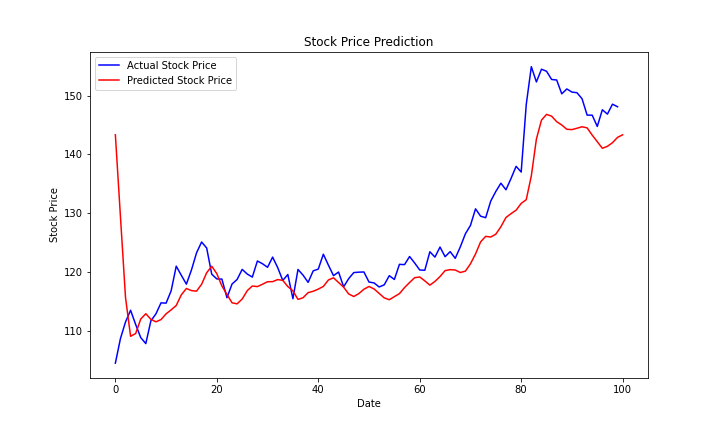 Stock Price Prediction
Actual Stock Price
Predicted Stock Price
Stock Price
150
140
130
120
110
0 20 40 60 80 100
Date